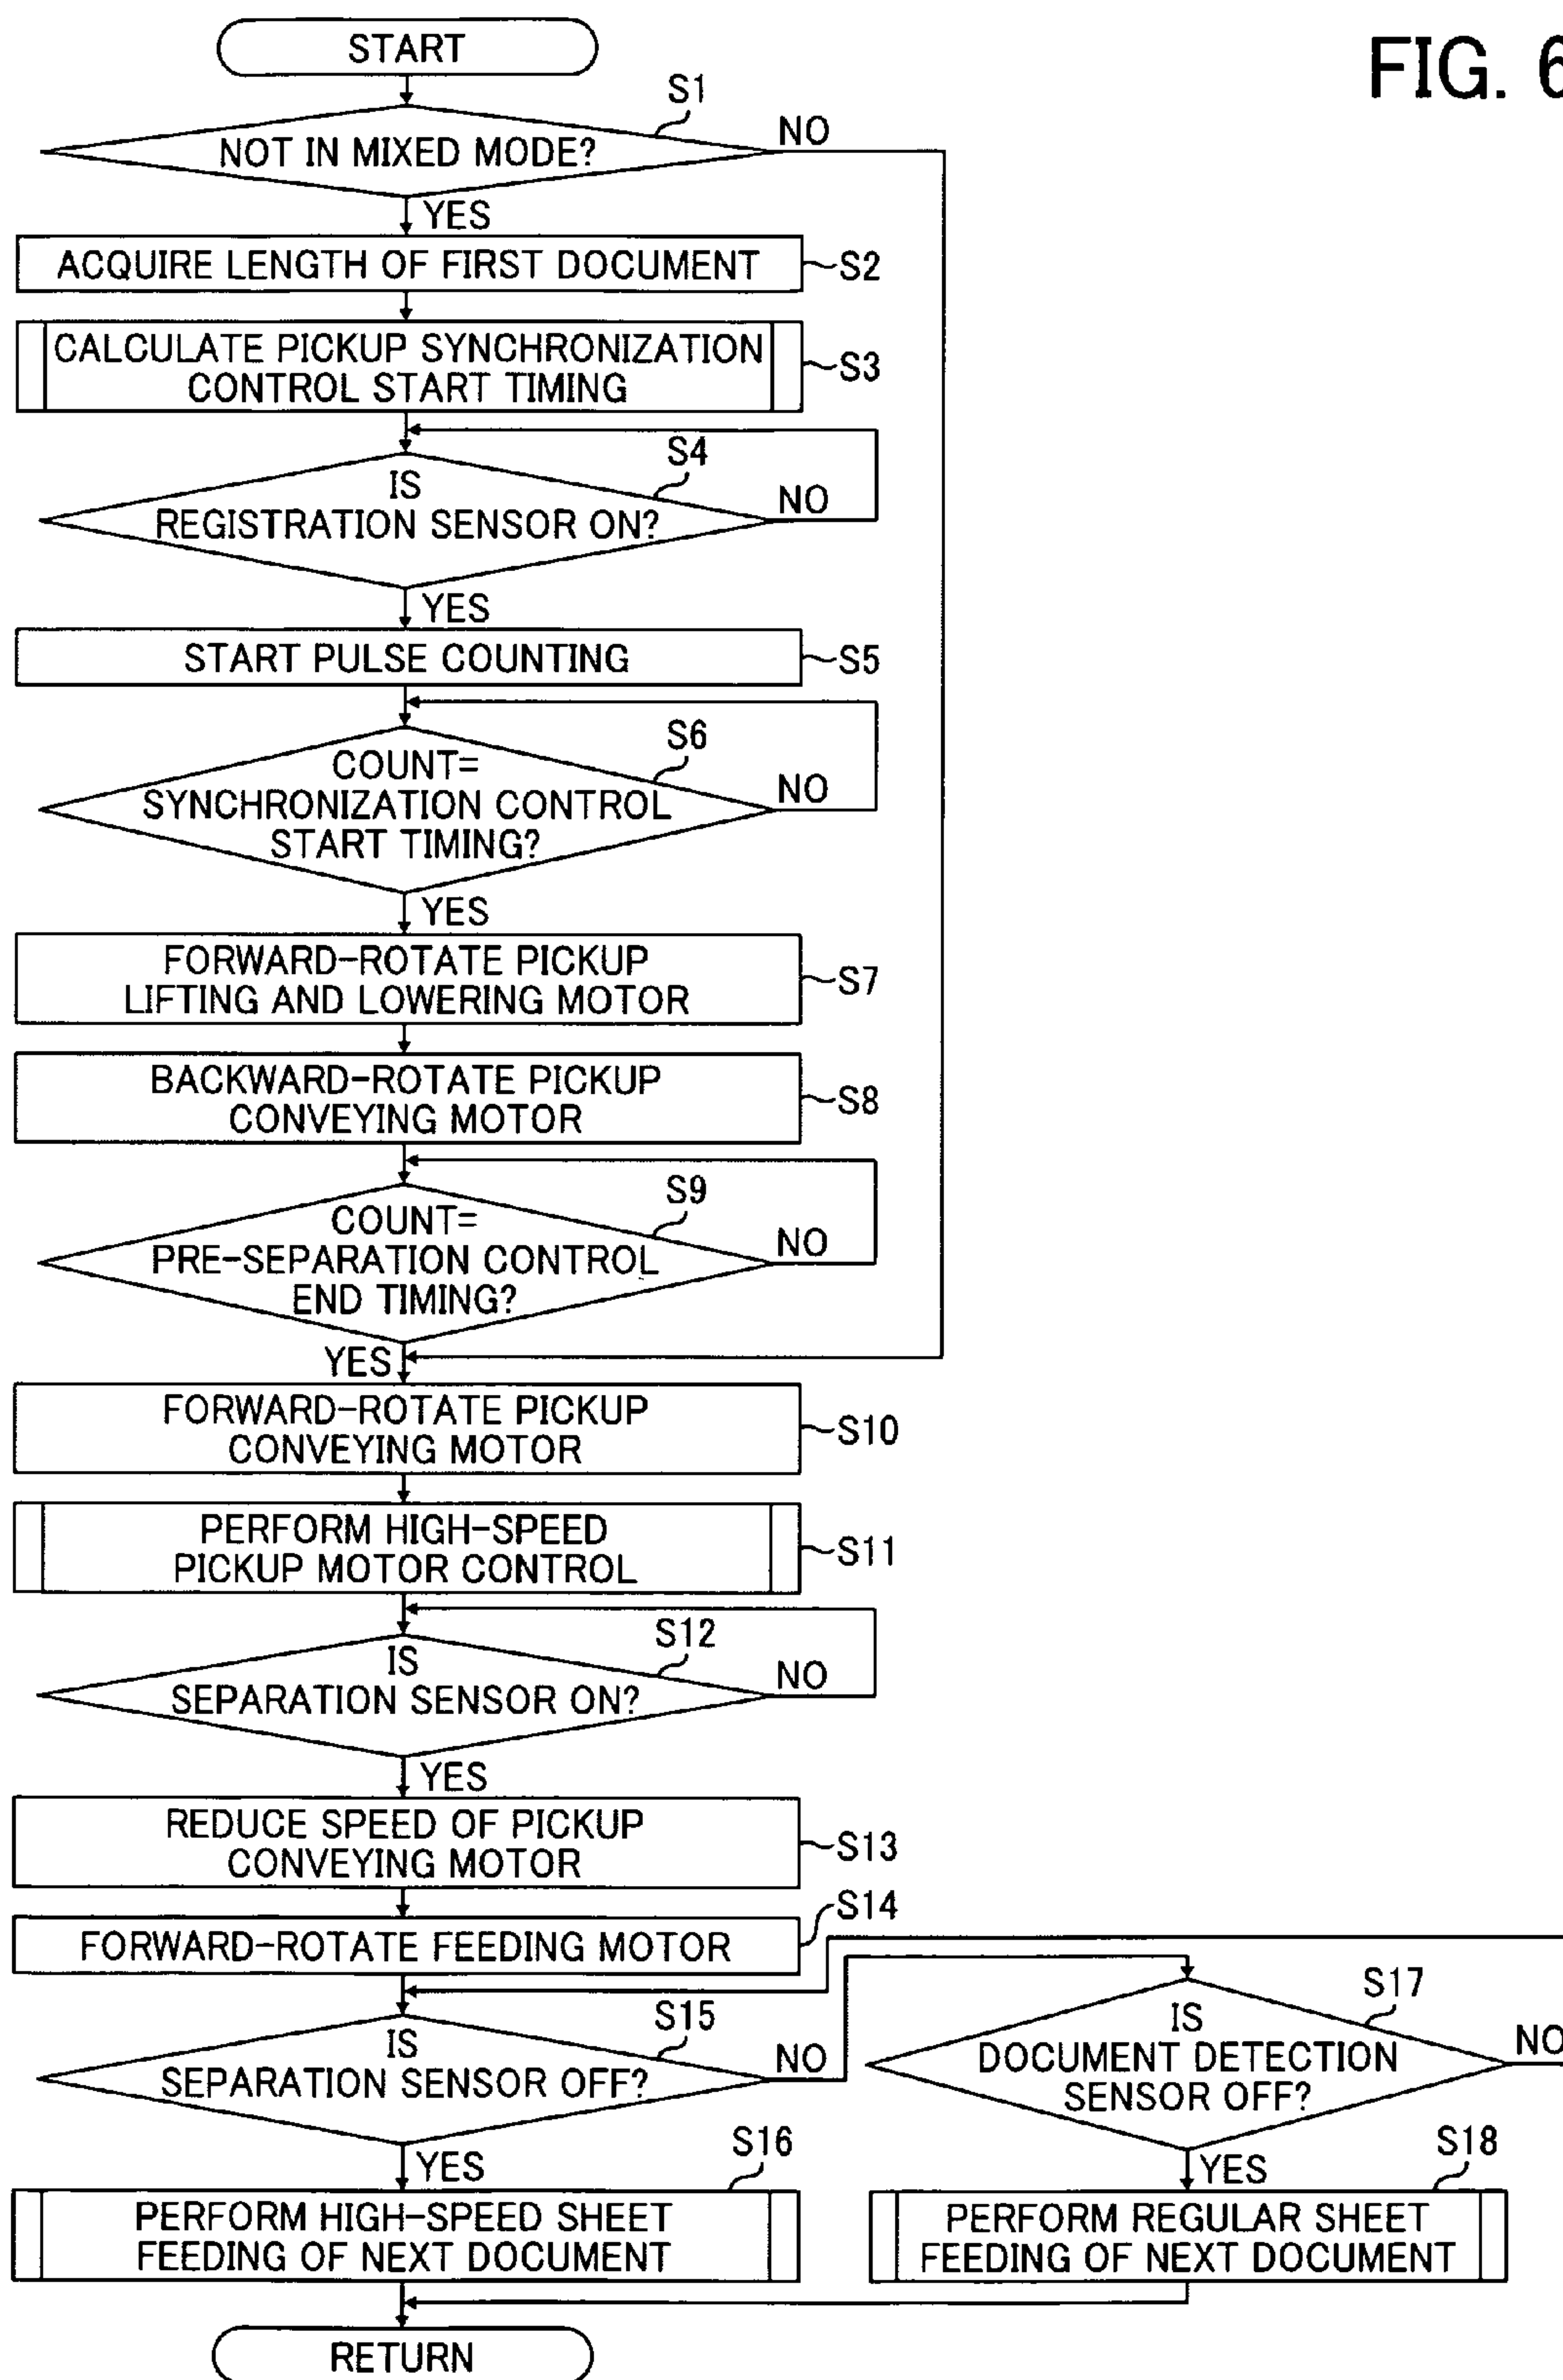 FIG. 6
START
S1
NOT IN MIXED MODE?
NO
YES
ACQUIRE LENGTH OF FIRST DOCUMENT
S2
CALCULATE PICKUP SYNCHRONIZATION
CONTROL START TIMING
S3
S4
IS
REGISTRATION SENSOR ON?
NO
YES
START PULSE COUNTING
S5
S6
COUNT=
SYNCHRONIZATION CONTROL
START TIMING?
NO
YES
FORWARD-ROTATE PICKUP
LIFTING AND LOWERING MOTOR
S7
BACKWARD-ROTATE PICKUP
CONVEYING MOTOR
S8
S9
COUNT=
PRE-SEPARATION CONTROL
END TIMING?
NO
YES
FORWARD-ROTATE PICKUP
CONVEYING MOTOR
S10
PERFORM HIGH-SPEED
PICKUP MOTOR CONTROL
S11
S12
IS
SEPARATION SENSOR ON?
NO
YES
REDUCE SPEED OF PICKUP
CONVEYING MOTOR
S13
S14
FORWARD-ROTATE FEEDING MOTOR
S15
IS
SEPARATION SENSOR OFF?
NO
YES
S17
IS
DOCUMENT DETECTION
SENSOR OFF?
NO
YES
S16
PERFORM HIGH-SPEED SHEET
FEEDING OF NEXT DOCUMENT
S18
PERFORM REGULAR SHEET
FEEDING OF NEXT DOCUMENT
RETURN